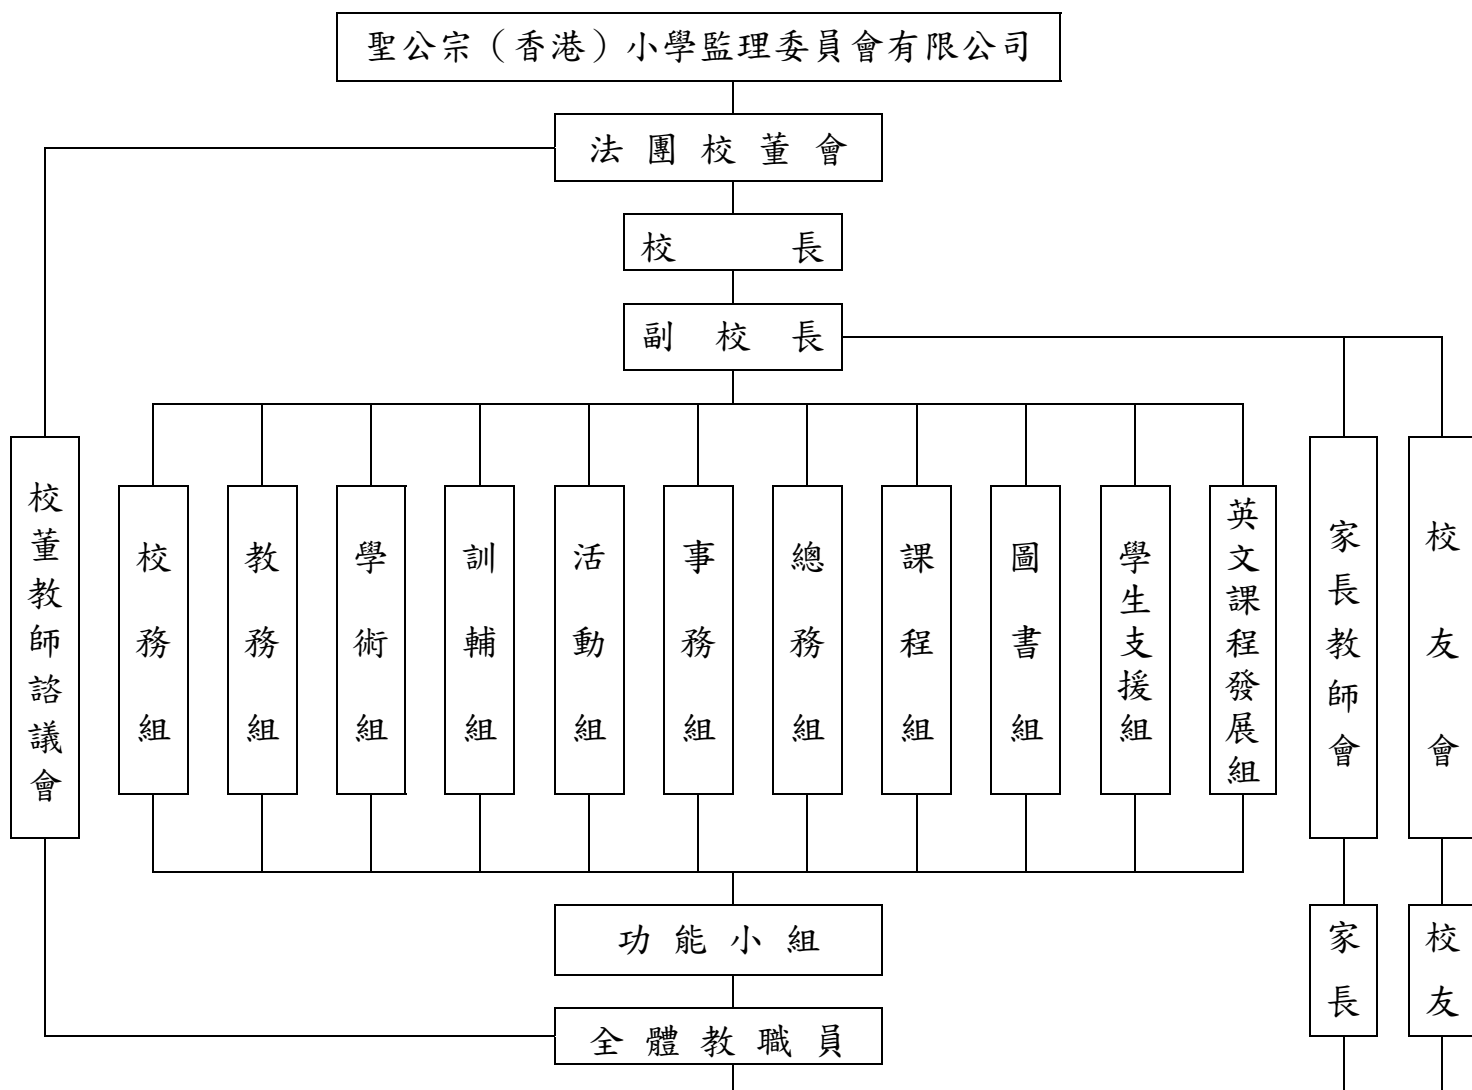 聖公宗（香港）小學監理委員會有限公司
法團校董會
校長
副校長
校董教師諮議會
校務組
教務組
學術組
訓輔組
活動組
事務組
總務組
課程組
圖書組
學生支援組
英文課程發展組
家長教師會
校友會
功能小組
家長
校友
全體教職員